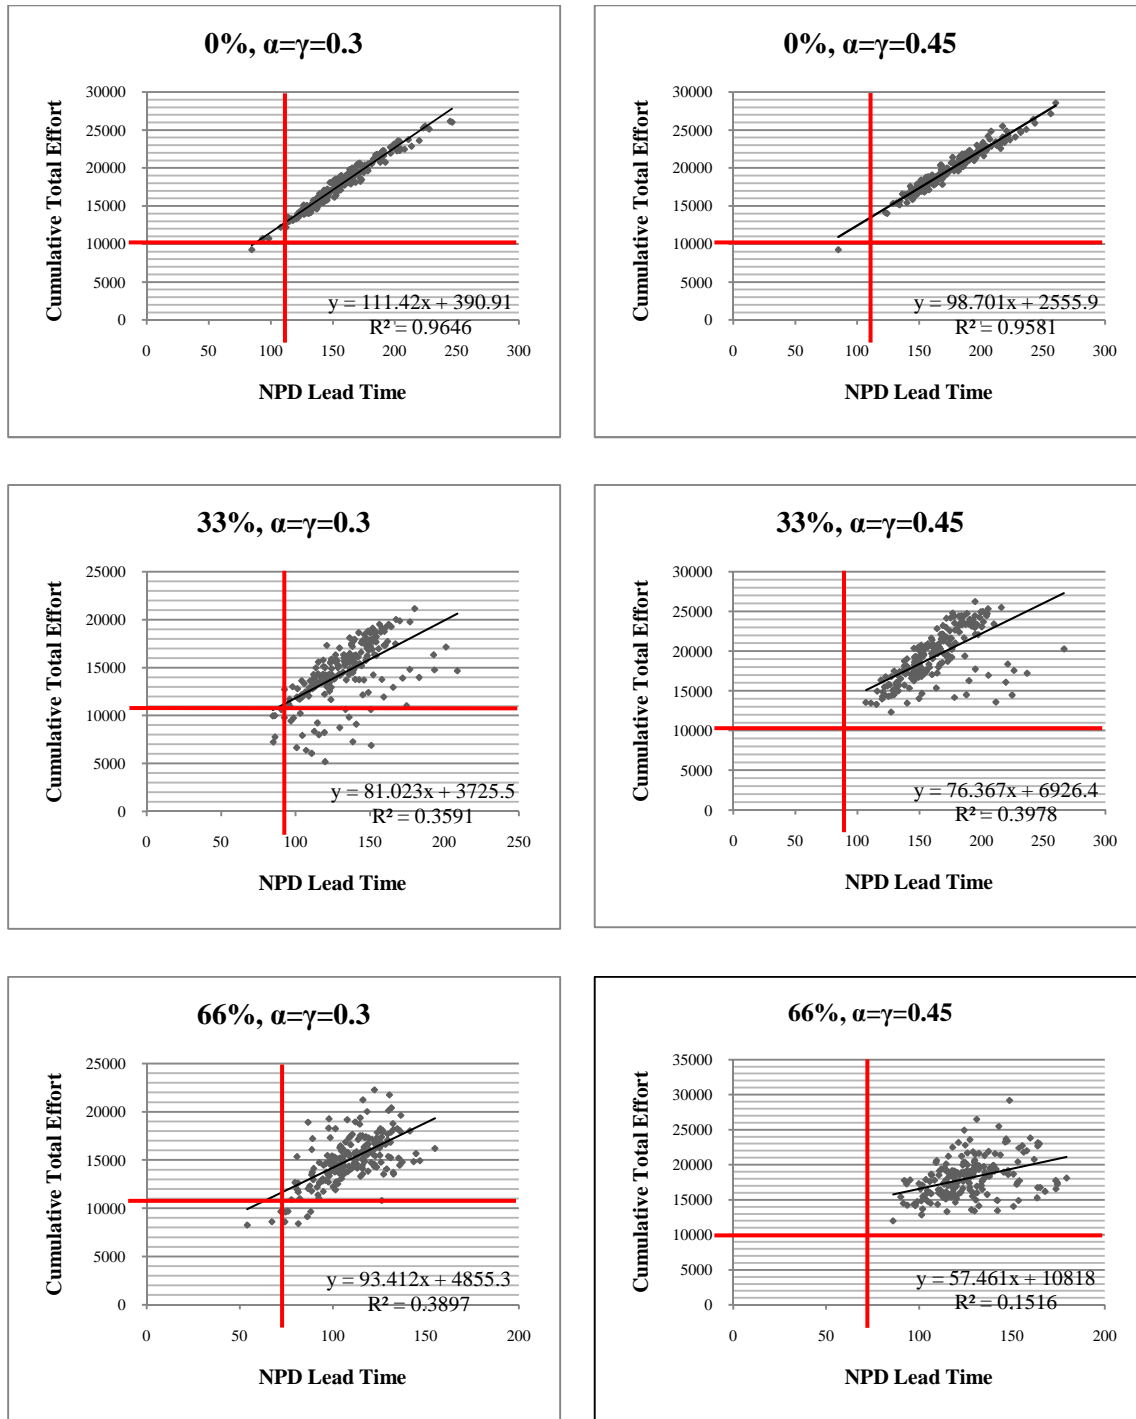 0%, α=γ=0.3
Cumulative Total Effort
30000
25000
20000
15000
10000
5000
0
y = 111.42x + 390.91
R² = 0.9646
0 50 100 150 200 250 300
NPD Lead Time
0%, α=γ=0.45
Cumulative Total Effort
30000
25000
20000
15000
10000
5000
0
y = 98.701x + 2555.9
R² = 0.9581
0 50 100 150 200 250 300
NPD Lead Time
33%, α=γ=0.3
Cumulative Total Effort
25000
20000
15000
10000
5000
0
y = 81.023x + 3725.5
R² = 0.3591
0 50 100 150 200 250
NPD Lead Time
33%, α=γ=0.45
Cumulative Total Effort
30000
25000
20000
15000
10000
5000
0
y = 76.367x + 6926.4
R² = 0.3978
0 50 100 150 200 250 300
NPD Lead Time
66%, α=γ=0.3
Cumulative Total Effort
25000
20000
15000
10000
5000
0
y = 93.412x + 4855.3
R² = 0.3897
0 50 100 150 200
NPD Lead Time
66%, α=γ=0.45
Cumulative Total Effort
35000
30000
25000
20000
15000
10000
5000
0
y = 57.461x + 10818
R² = 0.1516
0 50 100 150 200
NPD Lead Time